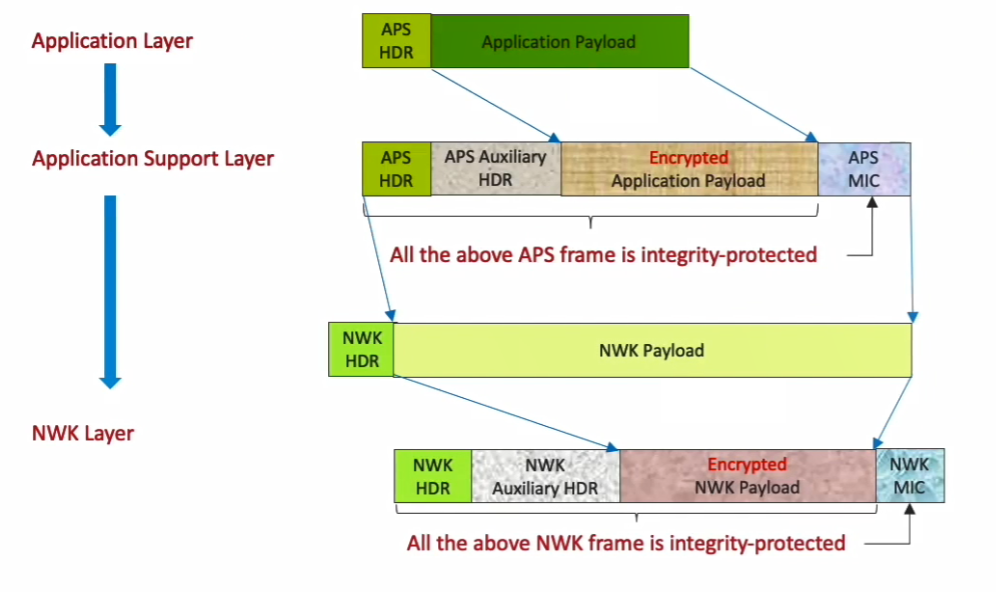 Application Layer
APS
HDR
Application Payload
Application Support Layer
APS
HDR
APS Auxiliary
HDR
Encrypted
Application Payload
APS
MIC
All the above APS frame is integrity-protected
NWK
HDR
NWK Payload
NWK Layer
NWK
HDR
NWK
Auxiliary HDR
Encrypted
NWK Payload
NWK
MIC
All the above NWK frame is integrity-protected